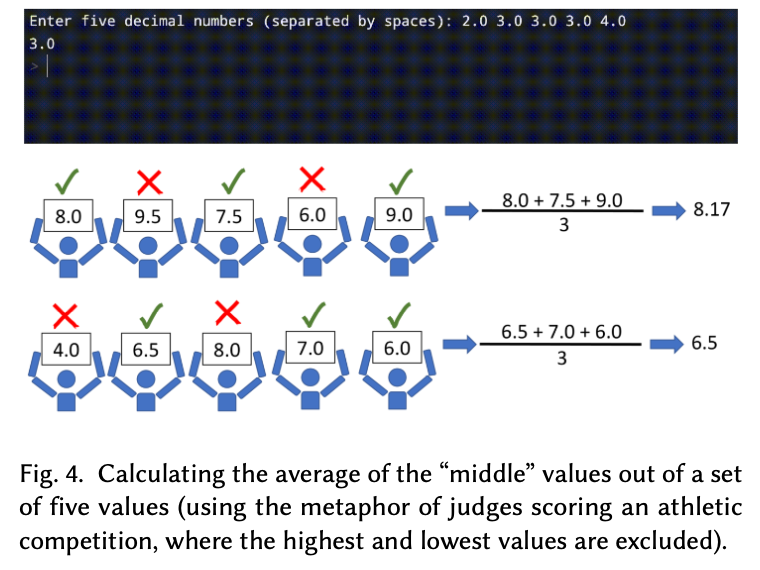 Enter five decimal numbers (separated by spaces): 2.0 3.0 3.0 3.0 4.0
3.0
>
8.0 9.5 7.5 6.0 9.0
8.0 + 7.5 + 9.0
3
8.17
4.0 6.5 8.0 7.0 6.0
6.5 + 7.0 + 6.0
3
6.5
Fig. 4. Calculating the average of the “middle” values out of a set
of five values (using the metaphor of judges scoring an athletic
competition, where the highest and lowest values are excluded).